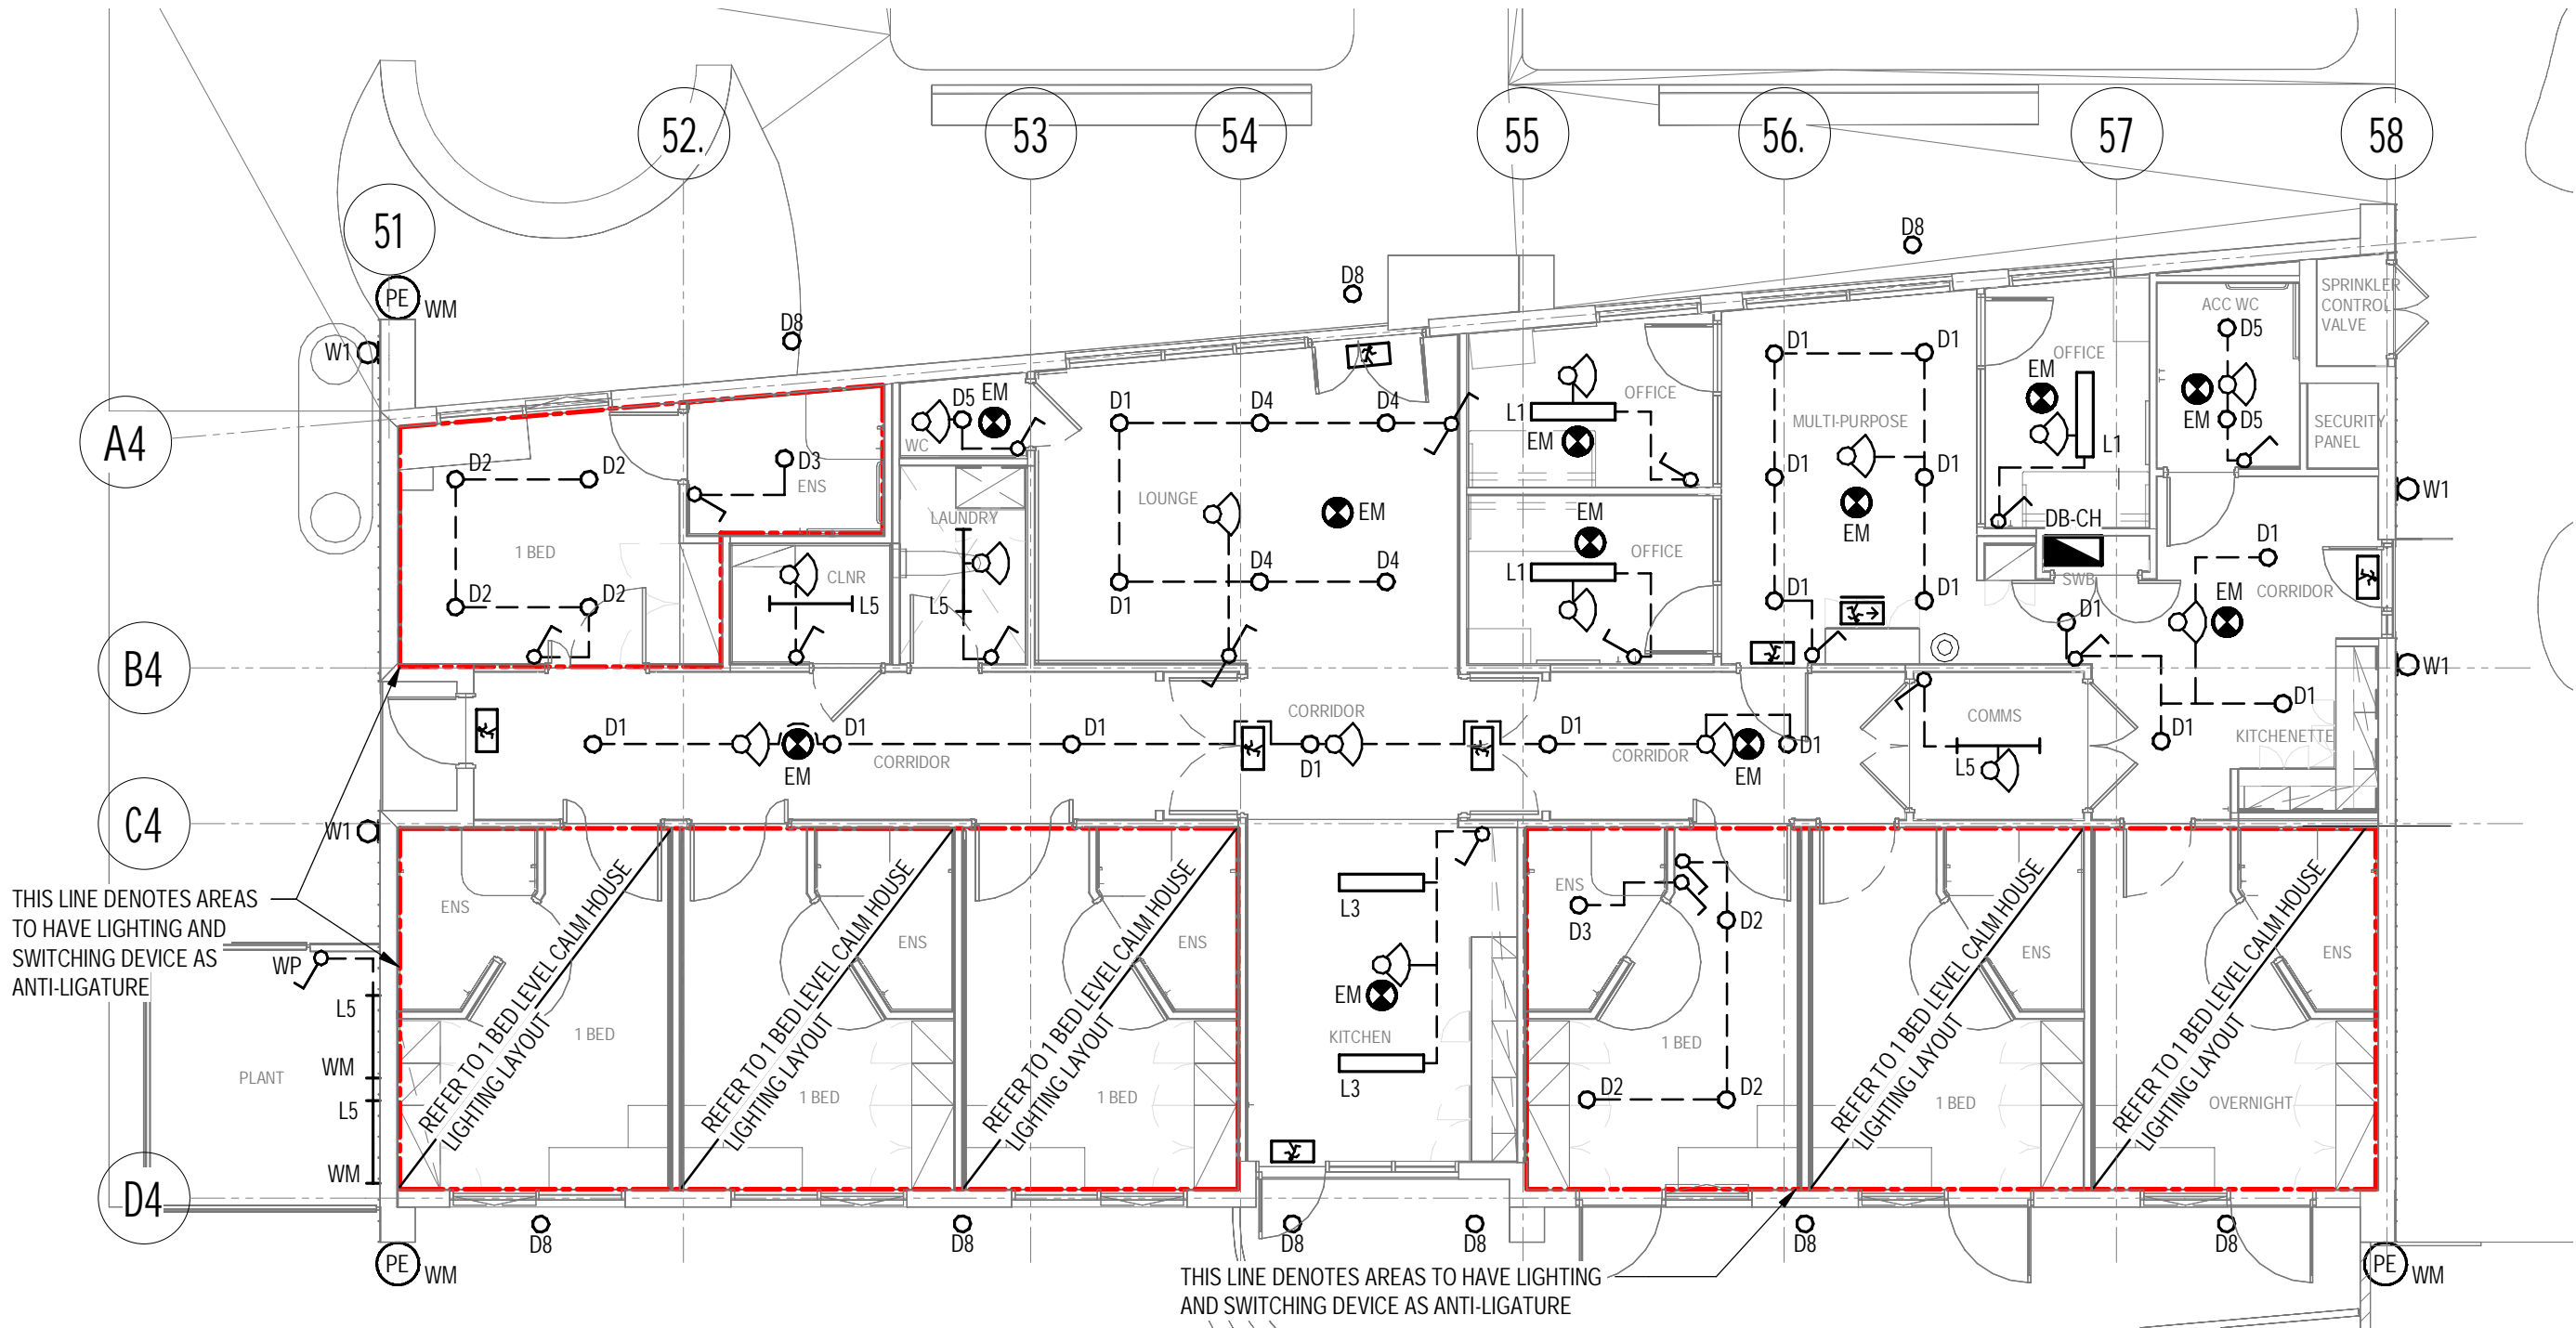 52.
53
54
55
56.
57
58
51
PE
WM
D8
D8
D8
W1
A4
B4
C4
D4
D2
D2
D2
D2
1 BED
D3
ENS
D5
EM
WC
LAUNDRY
L5
CLNR
L5
D1
D4
D4
LOUNGE
EM
D1
D4
D4
OFFICE
L1
EM
EM
OFFICE
L1
D1
D1
MULTI-PURPOSE
D1
D1
EM
D1
D1
OFFICE
EM
L1
ACC WC
D5
EM
D5
SPRINKLER
CONTROL
VALVE
SECURITY
PANEL
W1
DB-CH
SWB
D1
D1
EM
CORRIDOR
W1
D1
D1
KITCHENETTE
D1
EM
D1
CORRIDOR
D1
CORRIDOR
D1
D1
CORRIDOR
EM
D1
COMMS
L5
W1
THIS LINE DENOTES AREAS
TO HAVE LIGHTING AND
SWITCHING DEVICE AS
ANTI-LIGATURE
WP
L5
WM
L5
WM
PLANT
ENS
1 BED
REFER TO 1 BED LEVEL CALM HOUSE
LIGHTING LAYOUT
ENS
1 BED
REFER TO 1 BED LEVEL CALM HOUSE
LIGHTING LAYOUT
ENS
1 BED
REFER TO 1 BED LEVEL CALM HOUSE
LIGHTING LAYOUT
L3
EM
KITCHEN
L3
ENS
D3
D2
1 BED
D2
D2
REFER TO 1 BED LEVEL CALM HOUSE
LIGHTING LAYOUT
ENS
1 BED
REFER TO 1 BED LEVEL CALM HOUSE
LIGHTING LAYOUT
ENS
OVERNIGHT
D8
D8
D8
D8
D8
D8
PE
WM
PE
WM
THIS LINE DENOTES AREAS TO HAVE LIGHTING
AND SWITCHING DEVICE AS ANTI-LIGATURE